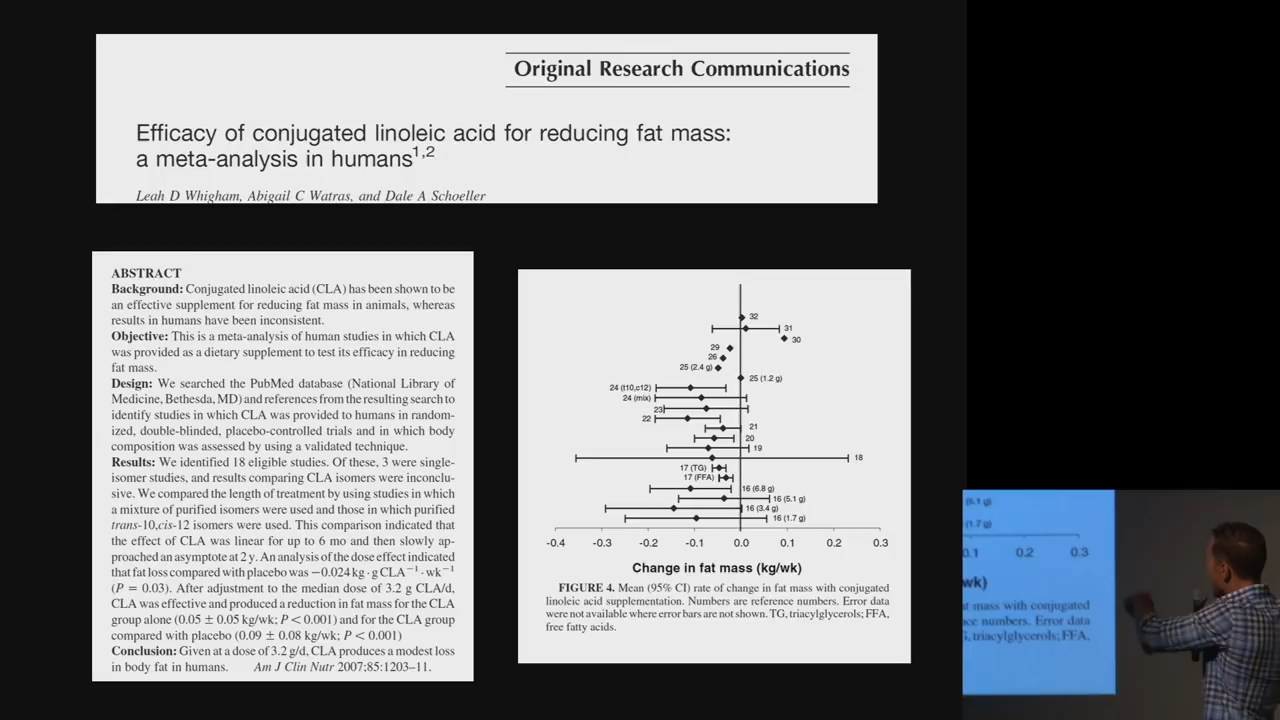 Original Research Communications
Efficacy of conjugated linoleic acid for reducing fat mass:
a meta-analysis in humans1,2
Leah D Whigham, Abigail C Watras, and Dale A Schoeller
ABSTRACT
Background: Conjugated linoleic acid (CLA) has been shown to be
an effective supplement for reducing fat mass in animals, whereas
results in humans have been inconsistent.
Objective: This is a meta-analysis of human studies in which CLA
was provided as a dietary supplement to test its efficacy in reducing
fat mass.
Design: We searched the PubMed database (National Library of
Medicine, Bethesda, MD) and references from the resulting search to
identify studies in which CLA was provided to humans in random-
ized, double-blinded, placebo-controlled trials and in which body
composition was assessed by using a validated technique.
Results: We identified 18 eligible studies. Of these, 3 were single-
isomer studies, and results comparing CLA isomers were inconclu-
sive. We compared the length of treatment by using studies in which
a mixture of purified isomers were used and those in which purified
trans-10,cis-12 isomers were used. This comparison indicated that
the effect of CLA was linear for up to 6 mo and then slowly ap-
proached an asymptote at 2 y. An analysis of the dose effect indicated
that fat loss compared with placebo was −0.024 kg · g CLA−1 · wk−1
(P = 0.03). After adjustment to the median dose of 3.2 g CLA/d,
CLA was effective and produced a reduction in fat mass for the CLA
group alone (0.05 ± 0.05 kg/wk; P < 0.001) and for the CLA group
compared with placebo (0.09 ± 0.08 kg/wk; P < 0.001)
Conclusion: Given at a dose of 3.2 g/d, CLA produces a modest loss
in body fat in humans. Am J Clin Nutr 2007;85:1203–11.
32
31
30
29
26
25 (2.4 g)
25 (1.2 g)
24 (t10,c12)
24 (mix)
23
22
21
20
19
18
17 (TG)
17 (FFA)
16 (6.8 g)
16 (5.1 g)
16 (3.4 g)
16 (1.7 g)
-0.4 -0.3 -0.2 -0.1 0.0 0.1 0.2 0.3
Change in fat mass (kg/wk)
FIGURE 4. Mean (95% CI) rate of change in fat mass with conjugated
linoleic acid supplementation. Numbers are reference numbers. Error data
were not available where error bars are not shown. TG, triacylglycerols; FFA,
free fatty acids.
(5.1 g)
(1.7 g)
0.1 0.2 0.3
wk)
fat mass with conjugated
numbers. Error data
triacylglycerols; FFA,